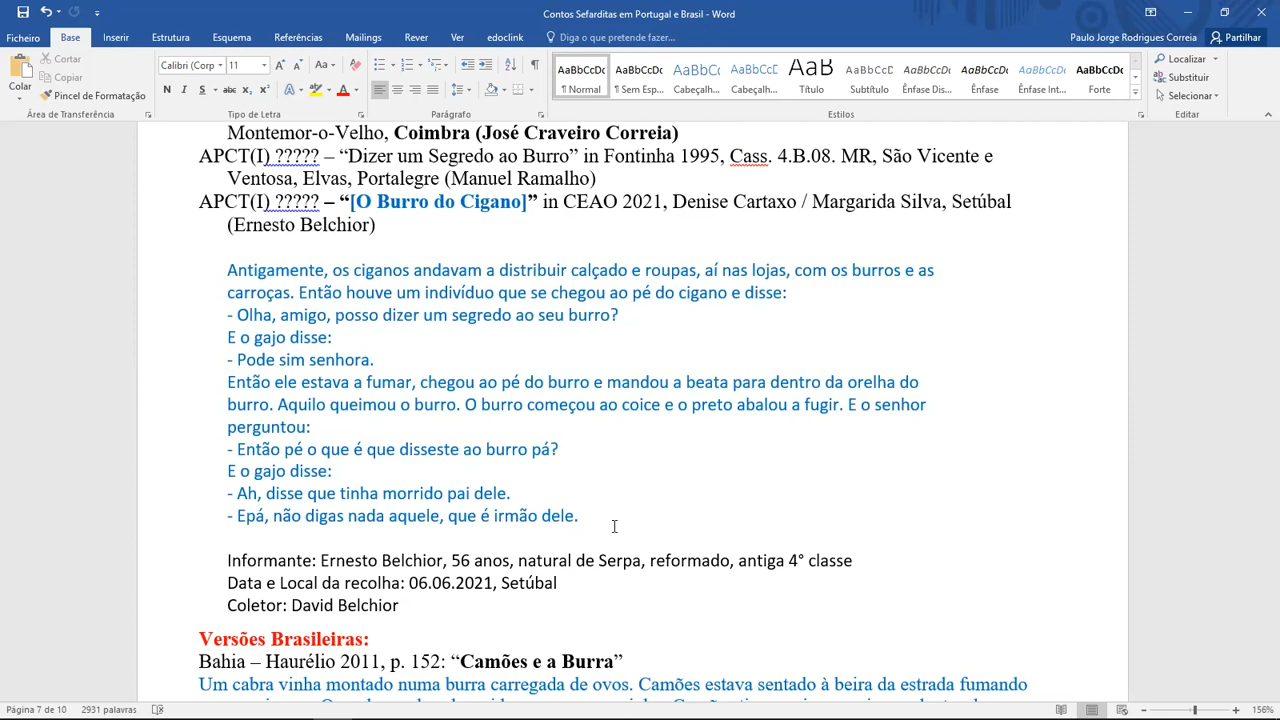 Contos Sefarditas em Portugal e Brasil - Word
Ficheiro Base Inserir Estrutura Esquema Referências Mailings Rever Ver edoclink Diga o que pretende fazer... Paulo Jorge Rodrigues Correia Partilhar
Colar Cortar Copiar Pincel de Formatação
Calibri (Corp 11 Aa
N I S abc x₂ x²
AaBbCcDc AaBbCcDc AaBbC AaBbCcC AaB AaBbCcC AaBbCcDc AaBbCcDc AaBbCcDc AaBbCcDc
¶ Normal ¶ Sem Esp... Cabeçalh... Cabeçalh... Título Subtítulo Ênfase Dis... Ênfase Ênfase Int... Forte
Localizar Substituir Selecionar
Área de Transferência Tipo de Letra Parágrafo Estilos Editar
Montemor-o-Velho, Coimbra (José Craveiro Correia)
APCT(I) ????? – “Dizer um Segredo ao Burro” in Fontinha 1995, Cass. 4.B.08. MR, São Vicente e
Ventosa, Elvas, Portalegre (Manuel Ramalho)
APCT(I) ????? – “[O Burro do Cigano]” in CEAO 2021, Denise Cartaxo / Margarida Silva, Setúbal
(Ernesto Belchior)
Antigamente, os ciganos andavam a distribuir calçado e roupas, aí nas lojas, com os burros e as
carroças. Então houve um indivíduo que se chegou ao pé do cigano e disse:
- Olha, amigo, posso dizer um segredo ao seu burro?
E o gajo disse:
- Pode sim senhora.
Então ele estava a fumar, chegou ao pé do burro e mandou a beata para dentro da orelha do
burro. Aquilo queimou o burro. O burro começou ao coice e o preto abalou a fugir. E o senhor
perguntou:
- Então pé o que é que disseste ao burro pá?
E o gajo disse:
- Ah, disse que tinha morrido pai dele.
- Epá, não digas nada aquele, que é irmão dele.
Informante: Ernesto Belchior, 56 anos, natural de Serpa, reformado, antiga 4° classe
Data e Local da recolha: 06.06.2021, Setúbal
Coletor: David Belchior
Versões Brasileiras:
Bahia – Haurélio 2011, p. 152: “Camões e a Burra”
Um cabra vinha montado numa burra carregada de ovos. Camões estava sentado à beira da estrada fumando
Página 7 de 10 2931 palavras 156%